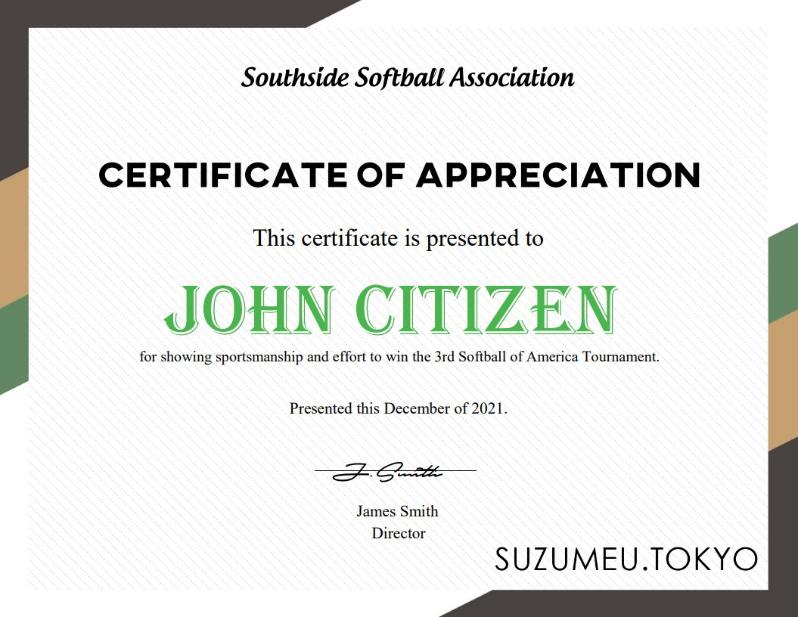 Southside Softball Association
CERTIFICATE OF APPRECIATION
This certificate is presented to
JOHN CITIZEN
for showing sportsmanship and effort to win the 3rd Softball of America Tournament.
Presented this December of 2021.
J. Smith
James Smith
Director
SUZUMEU.TOKYO